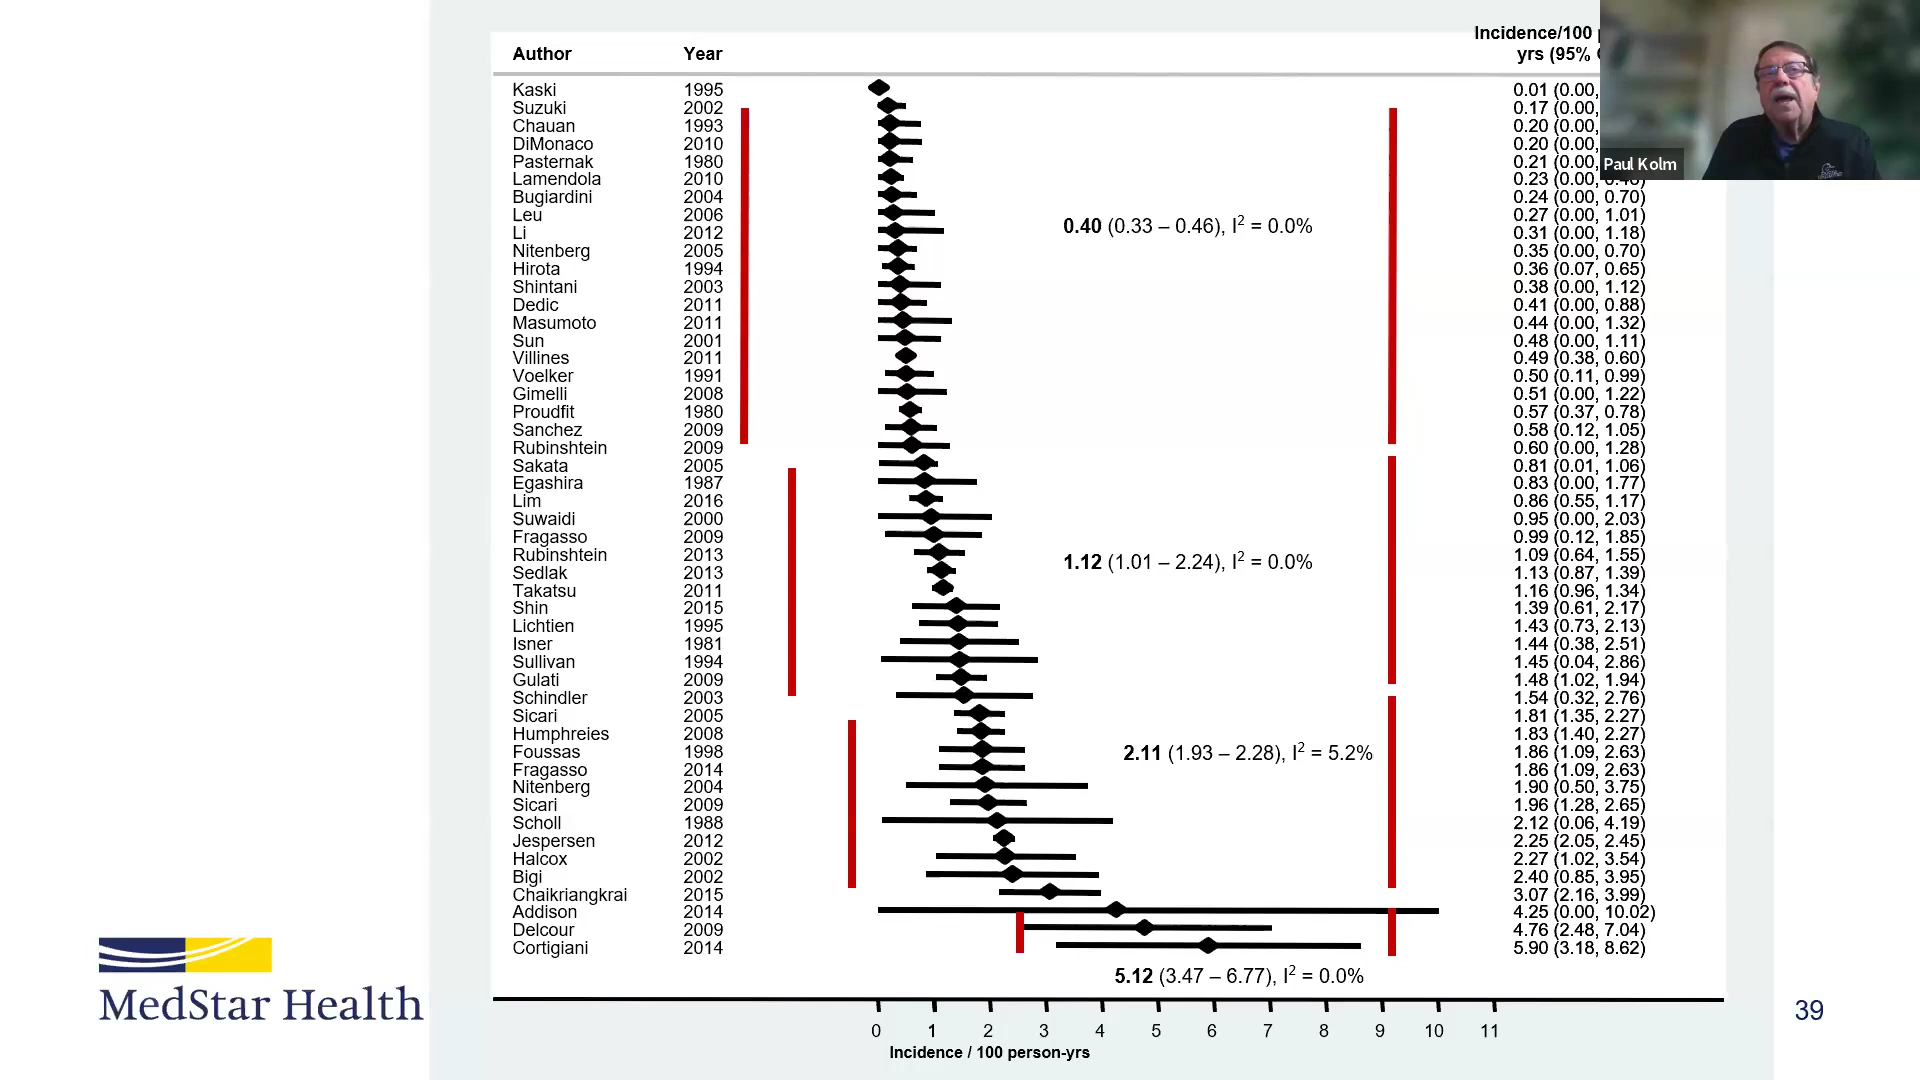 Incidence/100
Author Year yrs (95%
Kaski 1995 0.01 (0.00,
Suzuki 2002 0.17 (0.00,
Chauan 1993 0.20 (0.00,
DiMonaco 2010 0.20 (0.00,
Pasternak 1980 0.21 (0.00,
Paul Kolm
Lamendola 2010 0.23 (0.00,
Bugiardini 2004 0.24 (0.00, 0.70)
Leu 2006 0.27 (0.00, 1.01)
0.40 (0.33 – 0.46), I² = 0.0%
Li 2012 0.31 (0.00, 1.18)
Nitenberg 2005 0.35 (0.00, 0.70)
Hirota 1994 0.36 (0.07, 0.65)
Shintani 2003 0.38 (0.00, 1.12)
Dedic 2011 0.41 (0.00, 0.88)
Masumoto 2011 0.44 (0.00, 1.32)
Sun 2001 0.48 (0.00, 1.11)
Villines 2011 0.49 (0.38, 0.60)
Voelker 1991 0.50 (0.11, 0.99)
Gimelli 2008 0.51 (0.00, 1.22)
Proudfit 1980 0.57 (0.37, 0.78)
Sanchez 2009 0.58 (0.12, 1.05)
Rubinshtein 2009 0.60 (0.00, 1.28)
Sakata 2005 0.81 (0.01, 1.06)
Egashira 1987 0.83 (0.00, 1.77)
Lim 2016 0.86 (0.55, 1.17)
Suwaidi 2000 0.95 (0.00, 2.03)
Fragasso 2009 0.99 (0.12, 1.85)
Rubinshtein 2013 1.09 (0.64, 1.55)
1.12 (1.01 – 2.24), I² = 0.0%
Sedlak 2013 1.13 (0.87, 1.39)
Takatsu 2011 1.16 (0.96, 1.34)
Shin 2015 1.39 (0.61, 2.17)
Lichtien 1995 1.43 (0.73, 2.13)
Isner 1981 1.44 (0.38, 2.51)
Sullivan 1994 1.45 (0.04, 2.86)
Gulati 2009 1.48 (1.02, 1.94)
Schindler 2003 1.54 (0.32, 2.76)
Sicari 2005 1.81 (1.35, 2.27)
Humphreies 2008 1.83 (1.40, 2.27)
Foussas 1998 1.86 (1.09, 2.63)
2.11 (1.93 – 2.28), I² = 5.2%
Fragasso 2014 1.86 (1.09, 2.63)
Nitenberg 2004 1.90 (0.50, 3.75)
Sicari 2009 1.96 (1.28, 2.65)
Scholl 1988 2.12 (0.06, 4.19)
Jespersen 2012 2.25 (2.05, 2.45)
Halcox 2002 2.27 (1.02, 3.54)
Bigi 2002 2.40 (0.85, 3.95)
Chaikriangkrai 2015 3.07 (2.16, 3.99)
Addison 2014 4.25 (0.00, 10.02)
Delcour 2009 4.76 (2.48, 7.04)
Cortigiani 2014 5.90 (3.18, 8.62)
5.12 (3.47 – 6.77), I² = 0.0%
0 1 2 3 4 5 6 7 8 9 10 11
Incidence / 100 person-yrs
MedStar Health
39